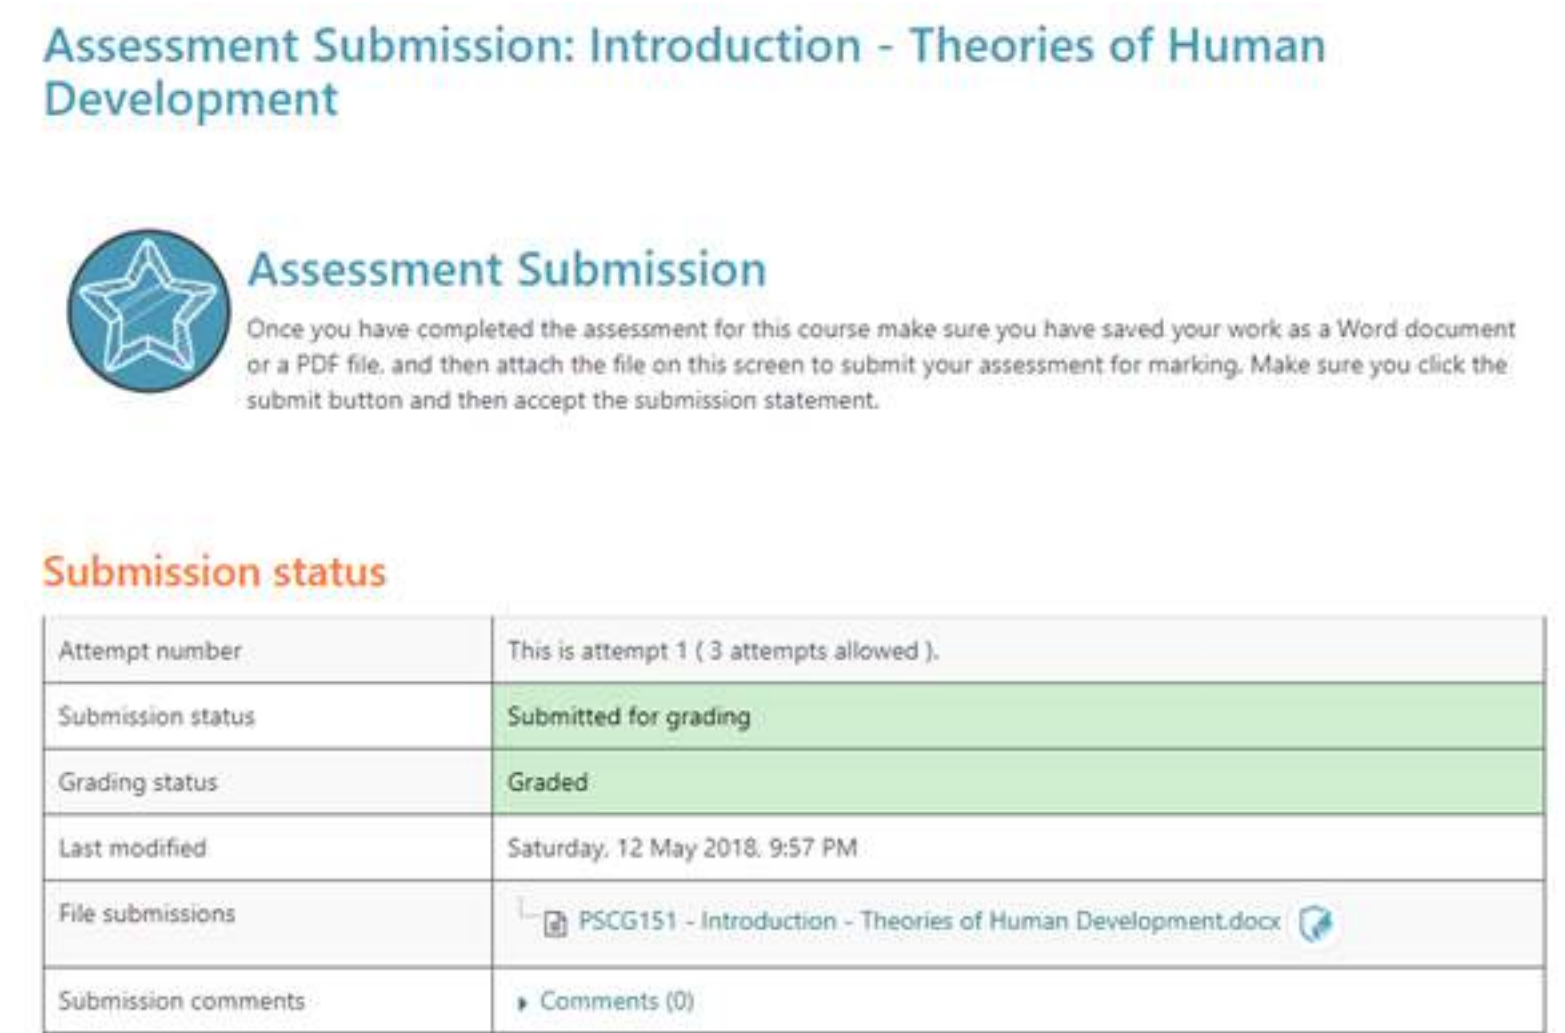 Assessment Submission: Introduction - Theories of Human
Development
Assessment Submission
Once you have completed the assessment for this course make sure you have saved your work as a Word document
or a PDF file, and then attach the file on this screen to submit your assessment for marking. Make sure you click the
submit button and then accept the submission statement.
Submission status
Attempt number This is attempt 1 ( 3 attempts allowed ).
Submission status Submitted for grading
Grading status Graded
Last modified Saturday, 12 May 2018, 9:57 PM
File submissions PSCG151 - Introduction - Theories of Human Development.docx
Submission comments Comments (0)